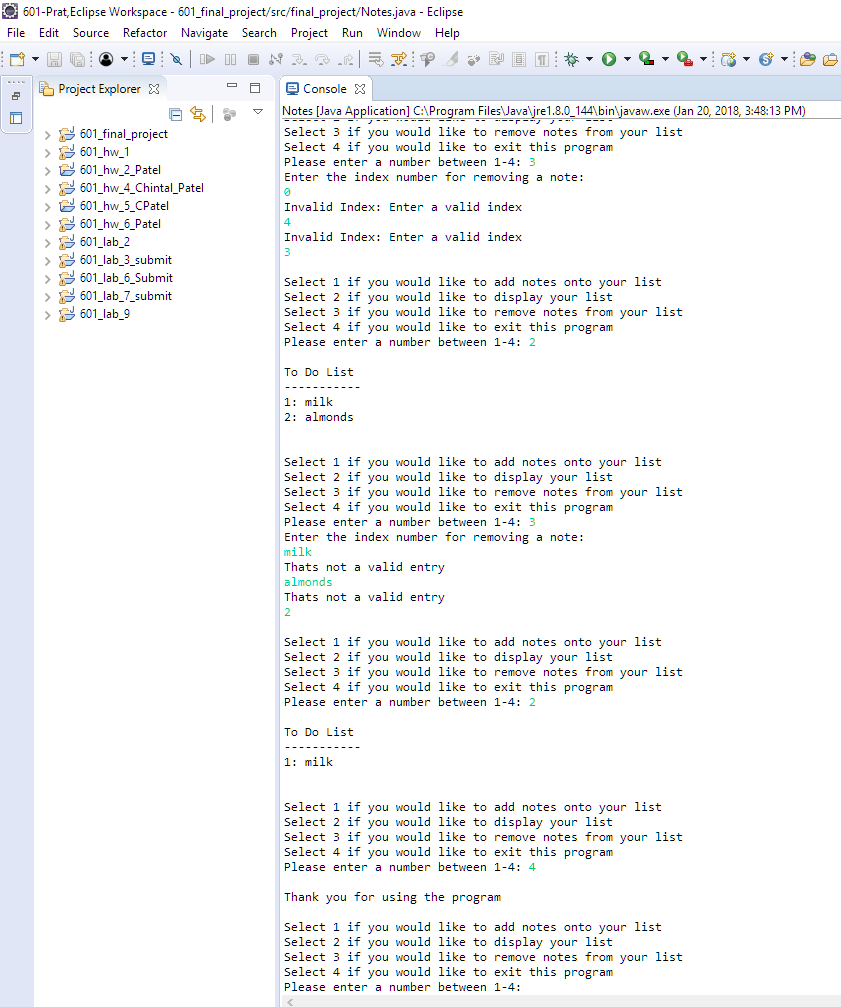 601-Prat,Eclipse Workspace - 601_final_project/src/final_project/Notes.java - Eclipse
File Edit Source Refactor Navigate Search Project Run Window Help
Project Explorer
601_final_project
601_hw_1
601_hw_2_Patel
601_hw_4_Chintal_Patel
601_hw_5_CPatel
601_hw_6_Patel
601_lab_2
601_lab_3_submit
601_lab_6_Submit
601_lab_7_submit
601_lab_9
Console
Notes [Java Application] C:\Program Files\Java\jre1.8.0_144\bin\javaw.exe (Jan 20, 2018, 3:48:13 PM)
Select 2 if you would like to display your list
Select 3 if you would like to remove notes from your list
Select 4 if you would like to exit this program
Please enter a number between 1-4: 3
Enter the index number for removing a note:
0
Invalid Index: Enter a valid index
4
Invalid Index: Enter a valid index
3
Select 1 if you would like to add notes onto your list
Select 2 if you would like to display your list
Select 3 if you would like to remove notes from your list
Select 4 if you would like to exit this program
Please enter a number between 1-4: 2
To Do List
-----------
1: milk
2: almonds
Select 1 if you would like to add notes onto your list
Select 2 if you would like to display your list
Select 3 if you would like to remove notes from your list
Select 4 if you would like to exit this program
Please enter a number between 1-4: 3
Enter the index number for removing a note:
milk
Thats not a valid entry
almonds
Thats not a valid entry
2
Select 1 if you would like to add notes onto your list
Select 2 if you would like to display your list
Select 3 if you would like to remove notes from your list
Select 4 if you would like to exit this program
Please enter a number between 1-4: 2
To Do List
-----------
1: milk
Select 1 if you would like to add notes onto your list
Select 2 if you would like to display your list
Select 3 if you would like to remove notes from your list
Select 4 if you would like to exit this program
Please enter a number between 1-4: 4
Thank you for using the program
Select 1 if you would like to add notes onto your list
Select 2 if you would like to display your list
Select 3 if you would like to remove notes from your list
Select 4 if you would like to exit this program
Please enter a number between 1-4: